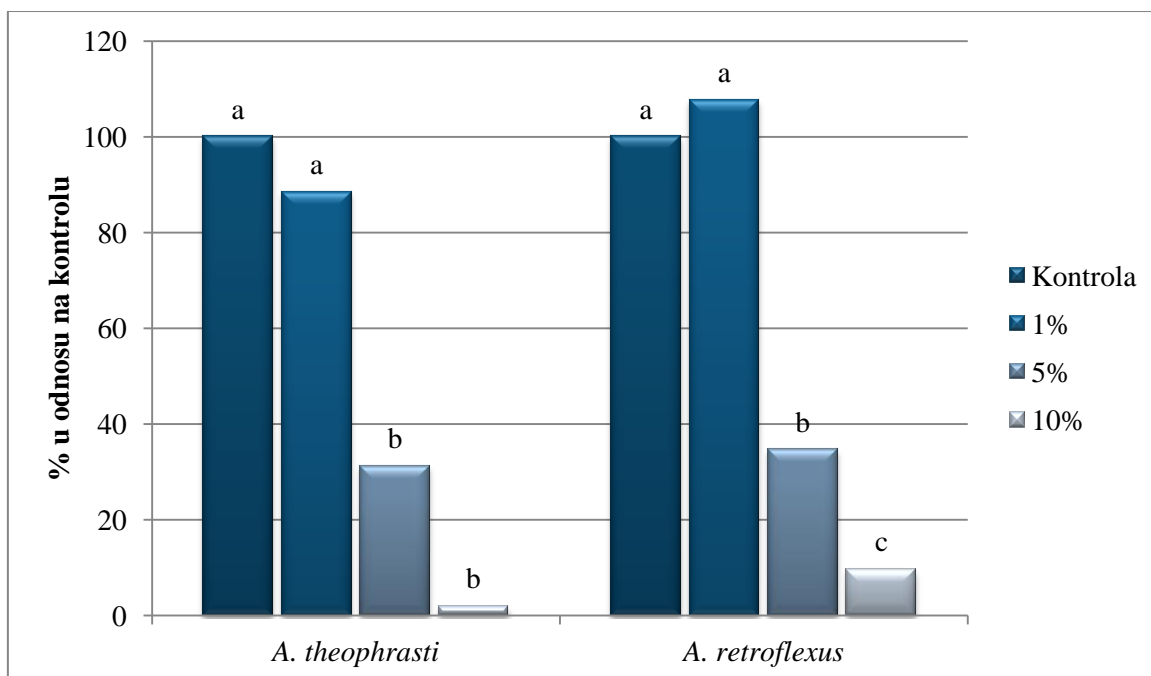 120
100
80
60
40
20
0
% u odnosu na kontrolu
a
a
b
b
a
a
b
c
A. theophrasti
A. retroflexus
Kontrola
1%
5%
10%